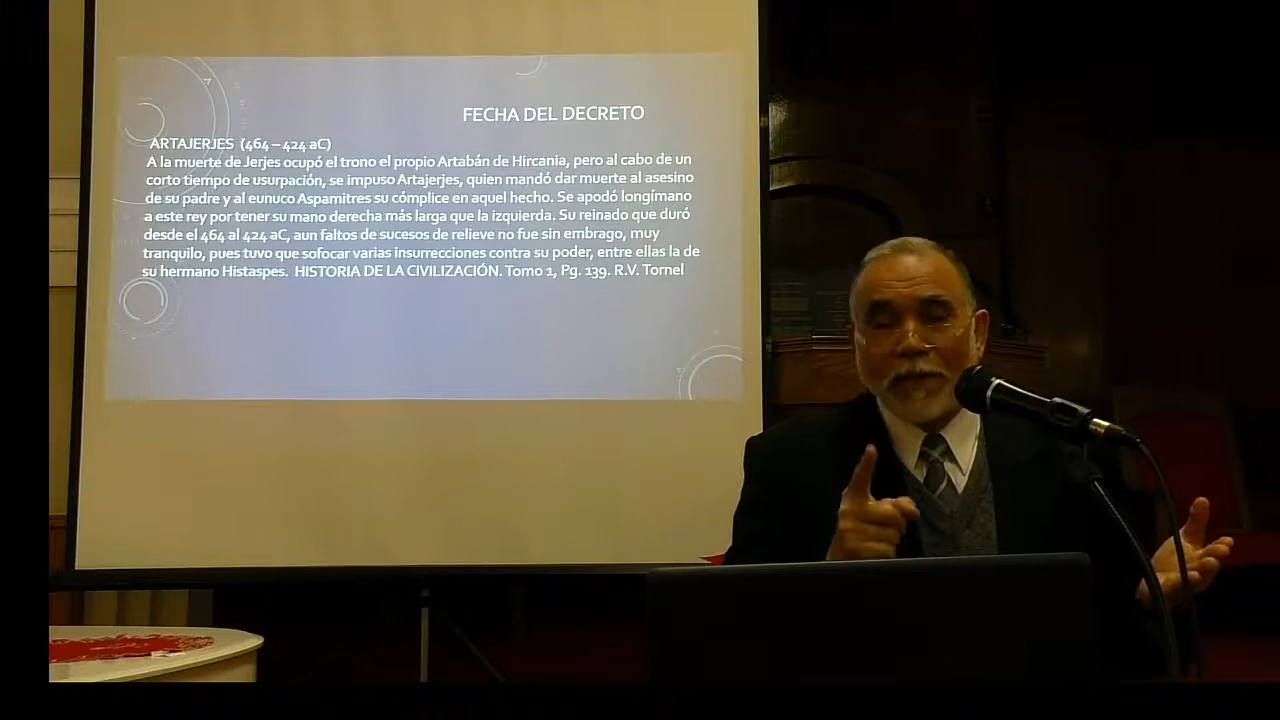 FECHA DEL DECRETO
ARTAJERJES (464 – 424 aC)
A la muerte de Jerjes ocupó el trono el propio Artabán de Hircania, pero al cabo de un
corto tiempo de usurpación, se impuso Artajerjes, quien mandó dar muerte al asesino
de su padre y al eunuco Aspamitres su cómplice en aquel hecho. Se apodó longímano
a este rey por tener su mano derecha más larga que la izquierda. Su reinado que duró
desde el 464 al 424 aC, aun faltos de sucesos de relieve no fue sin embrago, muy
tranquilo, pues tuvo que sofocar varias insurrecciones contra su poder, entre ellas la de
su hermano Histaspes. HISTORIA DE LA CIVILIZACIÓN. Tomo 1, Pg. 139. R.V. Tornel